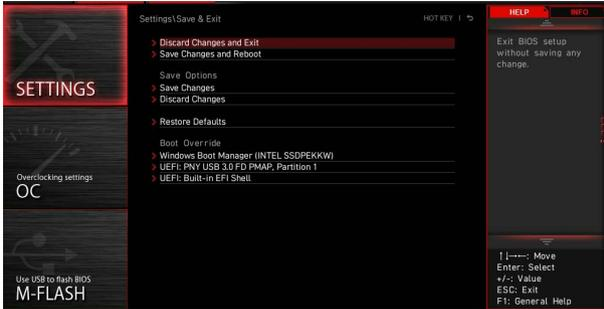 Settings\Save & Exit
HOT KEY
HELP
INFO
Discard Changes and Exit
Save Changes and Reboot
Save Options
Save Changes
Discard Changes
Restore Defaults
Boot Override
Windows Boot Manager (INTEL SSDPEKKW)
UEFI: PNY USB 3.0 FD PMAP, Partition 1
UEFI: Built-in EFI Shell
SETTINGS
Overclocking settings
OC
Use USB to flash BIOS
M-FLASH
Exit BIOS setup
without saving any
change.
↑↓→←: Move
Enter: Select
+/-: Value
ESC: Exit
F1: General Help